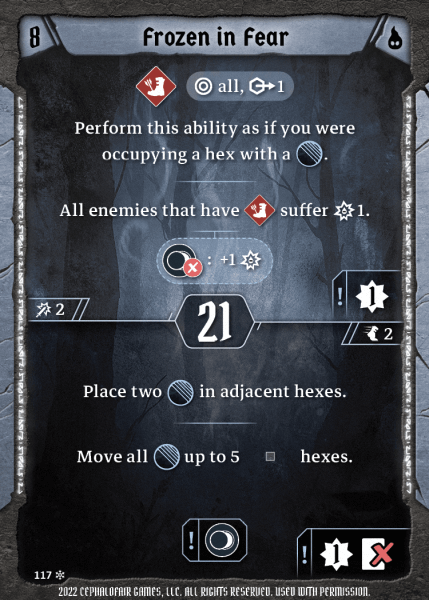 8
Frozen in Fear
all, 1
Perform this ability as if you were
occupying a hex with a .
All enemies that have suffer 1.
: +1
! 1
2
21
2
Place two in adjacent hexes.
Move all up to 5 hexes.
!
! 1
117
2022 CEPHALOFAIR GAMES, LLC. ALL RIGHTS RESERVED. USED WITH PERMISSION.